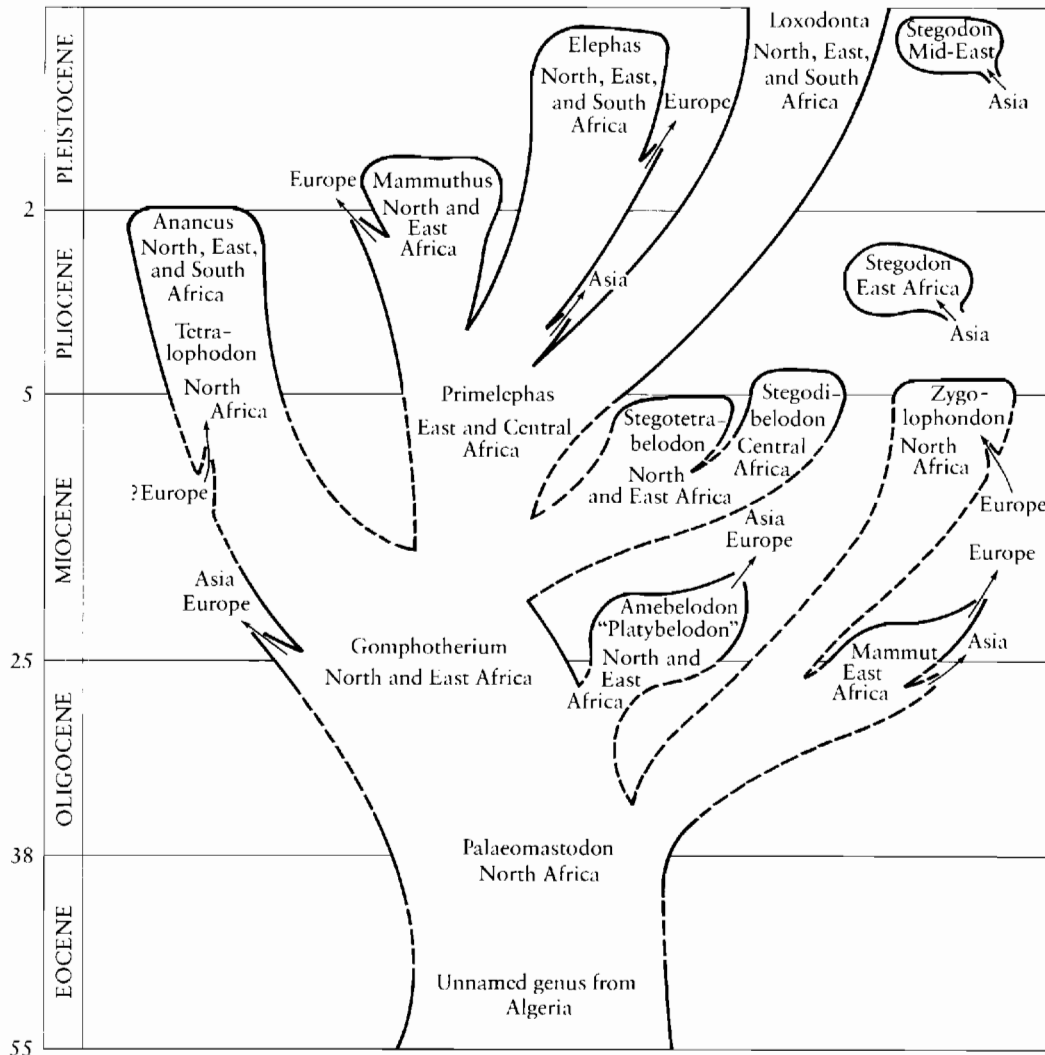 Loxodonta
North, East,
and South
Africa
Stegodon
Mid-East
Asia
Elephas
North, East,
and South
Africa
Europe
Europe
Mammuthus
North and
East
Africa
PLEISTOCENE
2
Anancus
North, East,
and South
Africa
Tetra-
lophodon
North
Africa
?Europe
Asia
Stegodon
East Africa
Asia
PLIOCENE
5
Primelephas
East and Central
Africa
Stegotetra-
belodon
North
and East Africa
Stegodi-
belodon
Central
Africa
Zygo-
lophondon
North
Africa
Europe
MIOCENE
Asia
Europe
Asia
Europe
Europe
Amebelodon
"Platybelodon"
North and
East
Africa
Gomphotherium
North and East Africa
Mammut
East
Africa
Asia
25
OLIGOCENE
Palaeomastodon
North Africa
38
EOCENE
Unnamed genus from
Algeria
55